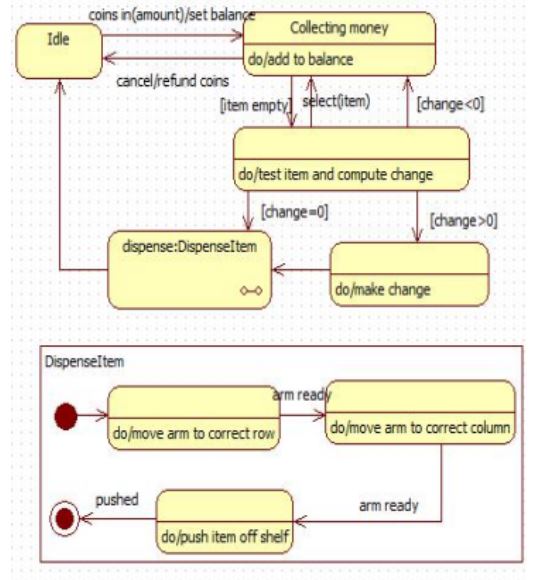 coins in(amount)/set balance
Idle
Collecting money
do/add to balance
cancel/refund coins
[item empty]
select(item)
[change<0]
do/test item and compute change
[change=0]
[change>0]
dispense:DispenseItem
do/make change
DispenseItem
arm ready
do/move arm to correct row
do/move arm to correct column
pushed
arm ready
do/push item off shelf